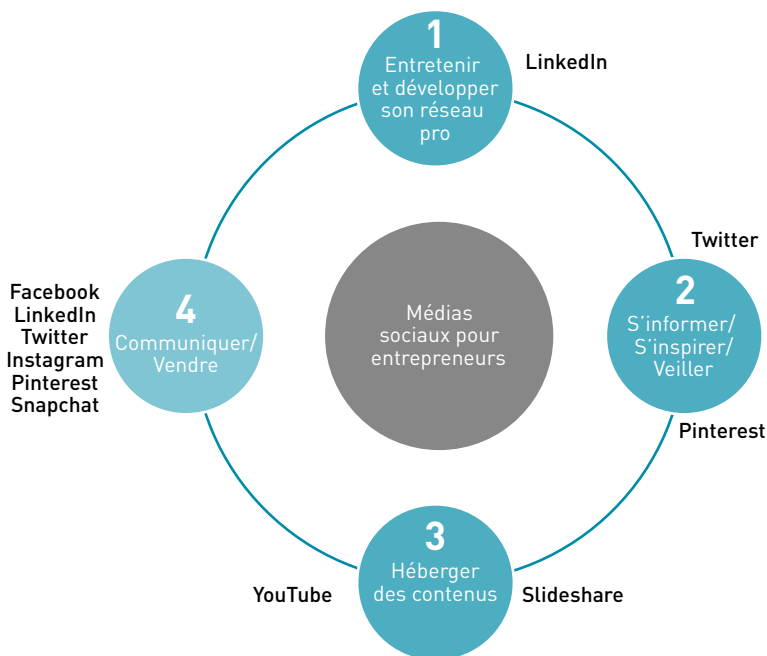 1
Entretenir
et développer
son réseau
pro
LinkedIn
Twitter
2
S'informer/
S'inspirer/
Veiller
Pinterest
3
Héberger
des contenus
YouTube
Slideshare
4
Communiquer/
Vendre
Facebook
LinkedIn
Twitter
Instagram
Pinterest
Snapchat
Médias
sociaux pour
entrepreneurs